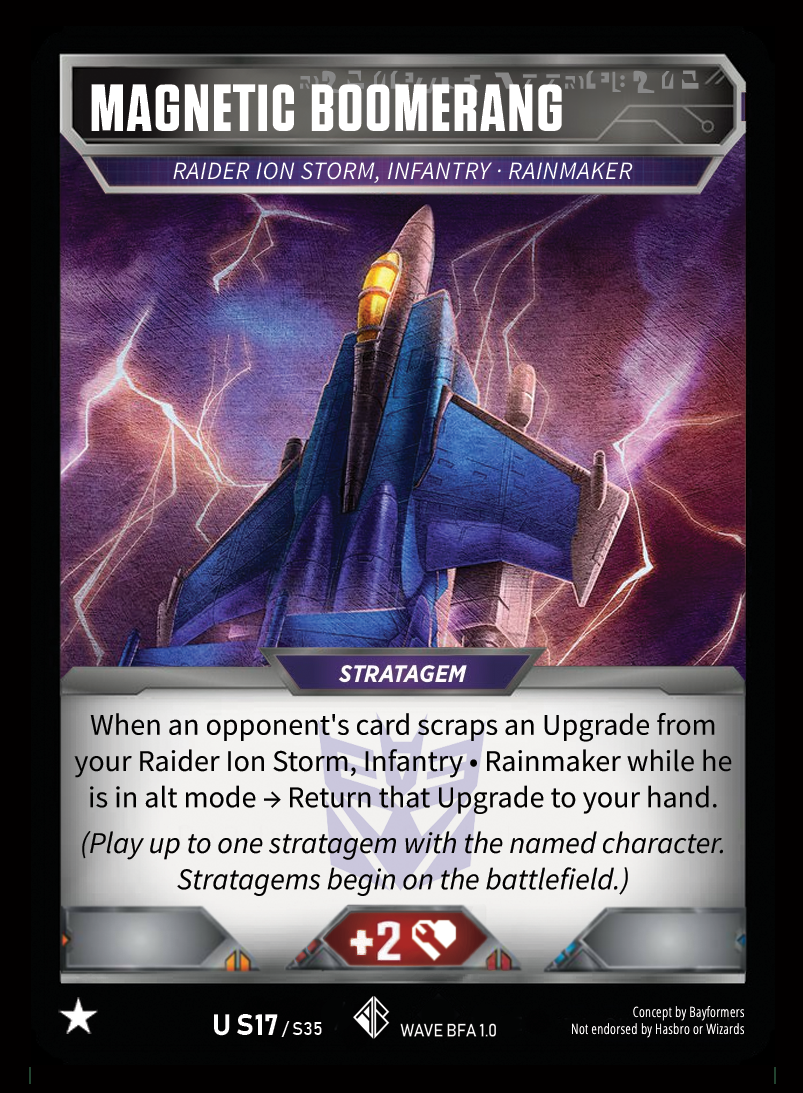 MAGNETIC BOOMERANG
RAIDER ION STORM, INFANTRY · RAINMAKER
STRATAGEM
When an opponent's card scraps an Upgrade from
your Raider Ion Storm, Infantry • Rainmaker while he
is in alt mode → Return that Upgrade to your hand.
(Play up to one stratagem with the named character.
Stratagems begin on the battlefield.)
+2
U S17 / S35
WAVE BFA 1.0
Concept by Bayformers
Not endorsed by Hasbro or Wizards